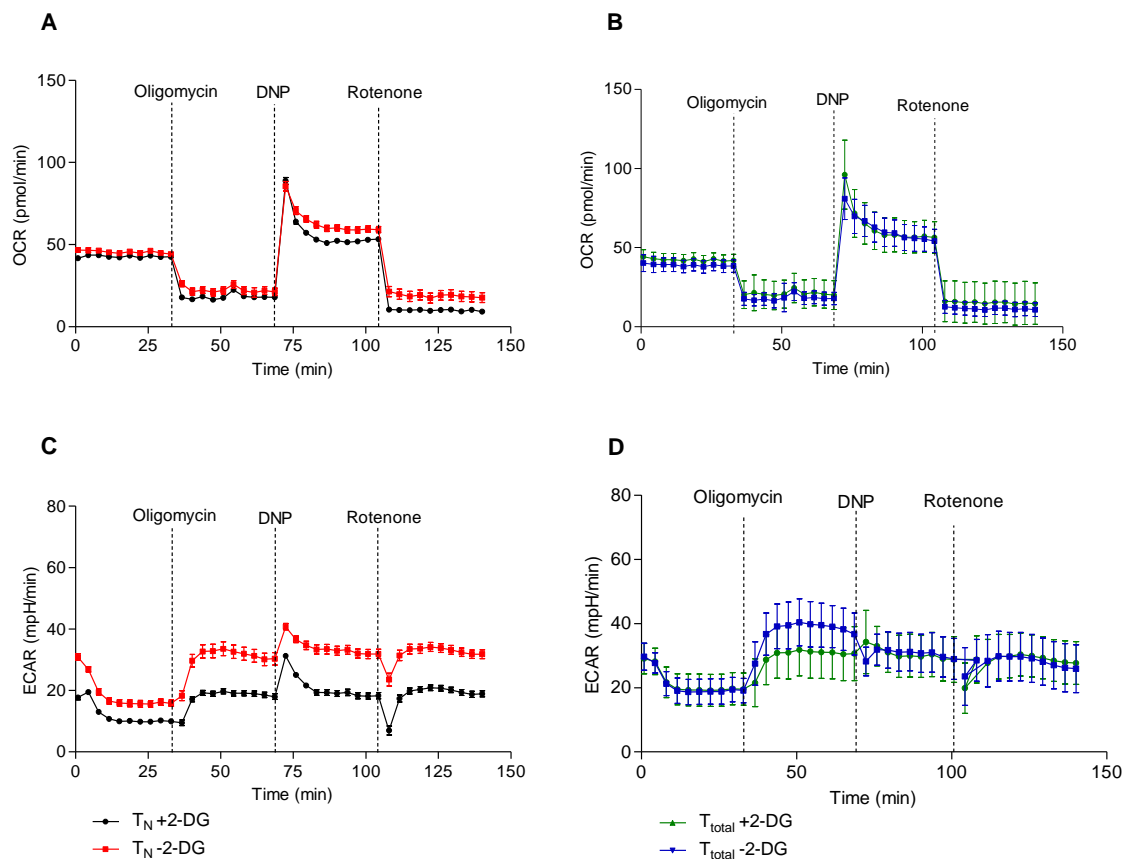 A
Oligomycin DNP Rotenone
OCR (pmol/min)
150
100
50
0
0 25 50 75 100 125 150
Time (min)
B
Oligomycin DNP Rotenone
OCR (pmol/min)
150
100
50
0
0 50 100 150
Time (min)
C
Oligomycin DNP Rotenone
ECAR (mpH/min)
80
60
40
20
0
0 25 50 75 100 125 150
Time (min)
T_N +2-DG
T_N -2-DG
D
Oligomycin DNP Rotenone
ECAR (mpH/min)
80
60
40
20
0
0 50 100 150
Time (min)
T_total +2-DG
T_total -2-DG